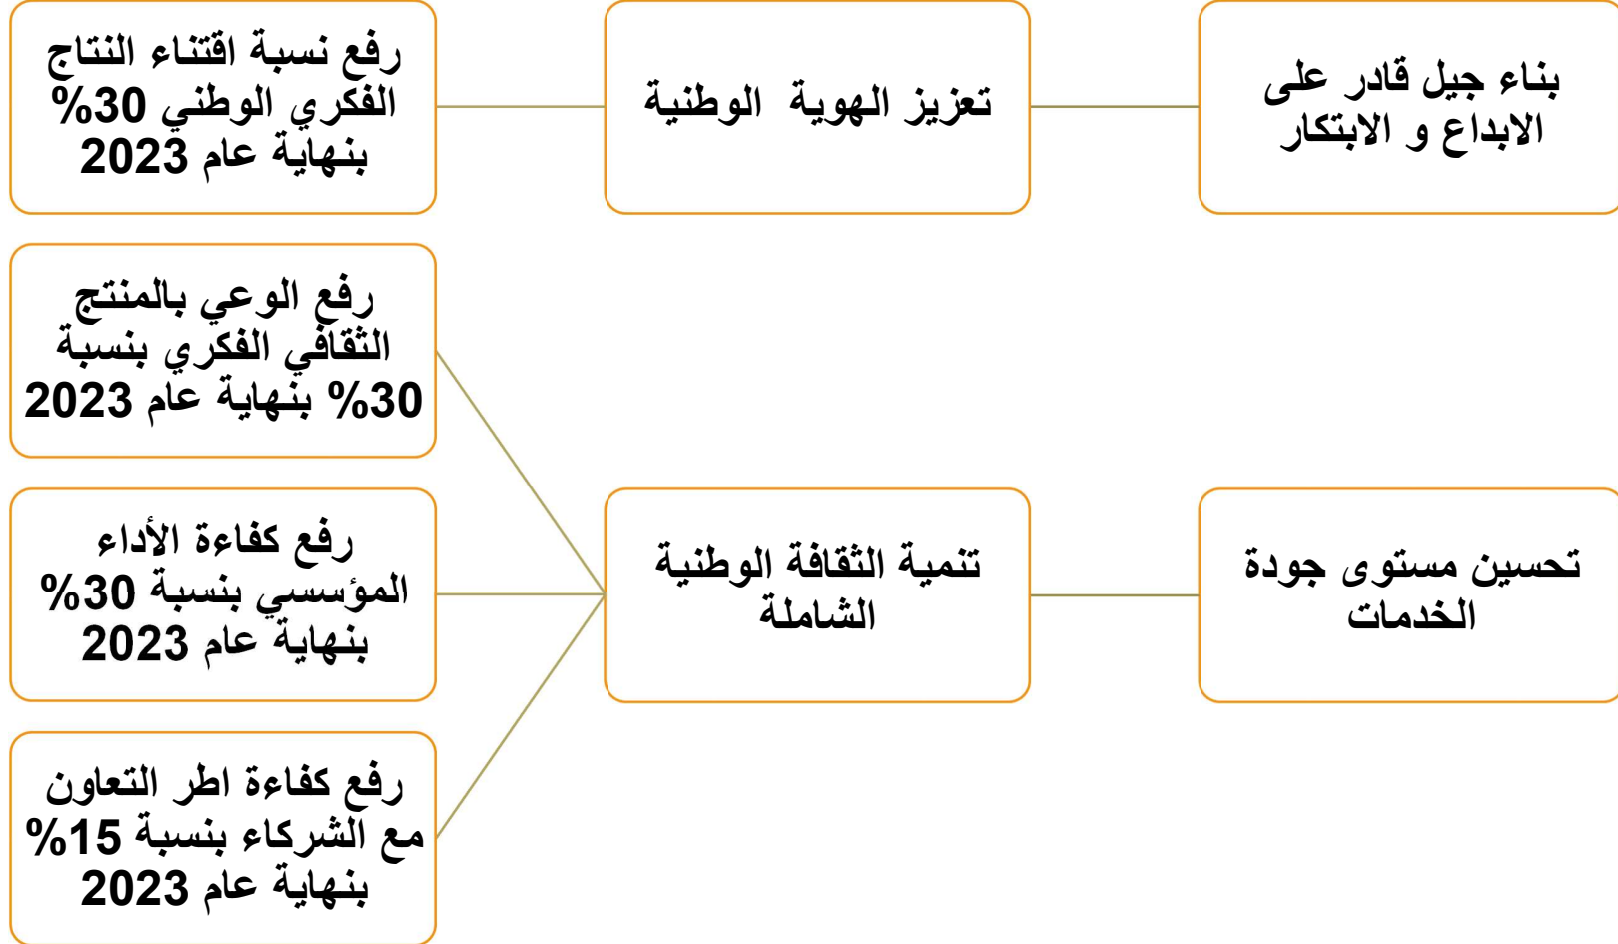 بناء جيل قادر على
الابداع و الابتكار
تعزيز الهوية الوطنية
رفع نسبة اقتناء النتاج
الفكري الوطني 30%
بنهاية عام 2023
تحسين مستوى جودة
الخدمات
تنمية الثقافة الوطنية
الشاملة
رفع الوعي بالمنتج
الثقافي الفكري بنسبة
30% بنهاية عام 2023
رفع كفاءة الأداء
المؤسسي بنسبة 30%
بنهاية عام 2023
رفع كفاءة اطر التعاون
مع الشركاء بنسبة 15%
بنهاية عام 2023